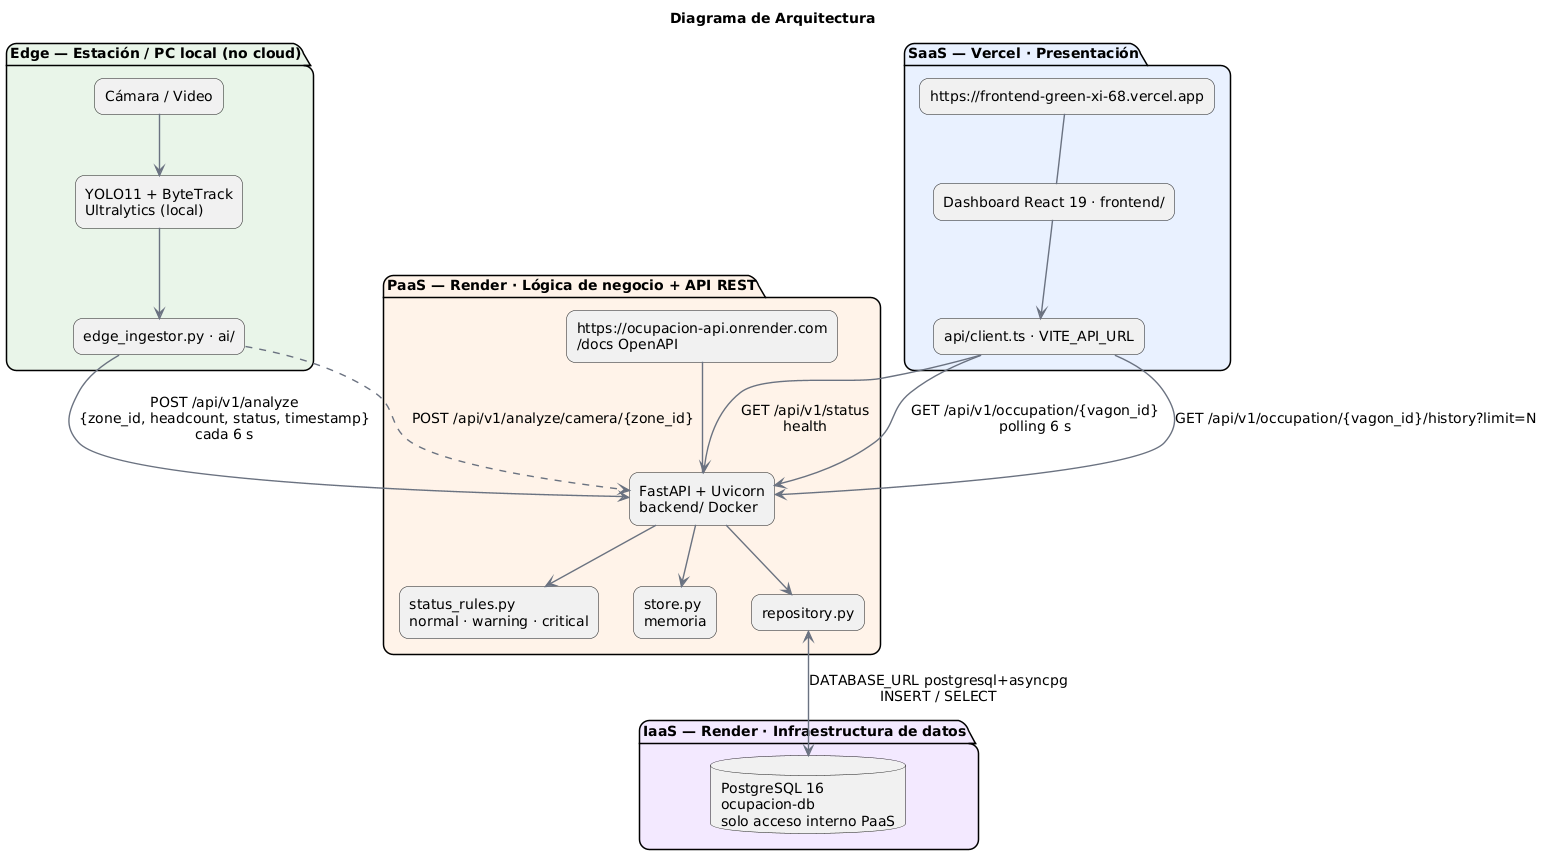 Diagrama de Arquitectura
Edge — Estación / PC local (no cloud)
Cámara / Video
YOLO11 + ByteTrack
Ultralytics (local)
edge_ingestor.py · ai/
SaaS — Vercel · Presentación
https://frontend-green-xi-68.vercel.app
Dashboard React 19 · frontend/
api/client.ts · VITE_API_URL
PaaS — Render · Lógica de negocio + API REST
https://ocupacion-api.onrender.com
/docs OpenAPI
POST /api/v1/analyze
{zone_id, headcount, status, timestamp}
cada 6 s
POST /api/v1/analyze/camera/{zone_id}
GET /api/v1/status
health
GET /api/v1/occupation/{vagon_id}
polling 6 s
GET /api/v1/occupation/{vagon_id}/history?limit=N
FastAPI + Uvicorn
backend/ Docker
status_rules.py
normal · warning · critical
store.py
memoria
repository.py
DATABASE_URL postgresql+asyncpg
INSERT / SELECT
IaaS — Render · Infraestructura de datos
PostgreSQL 16
ocupacion-db
solo acceso interno PaaS